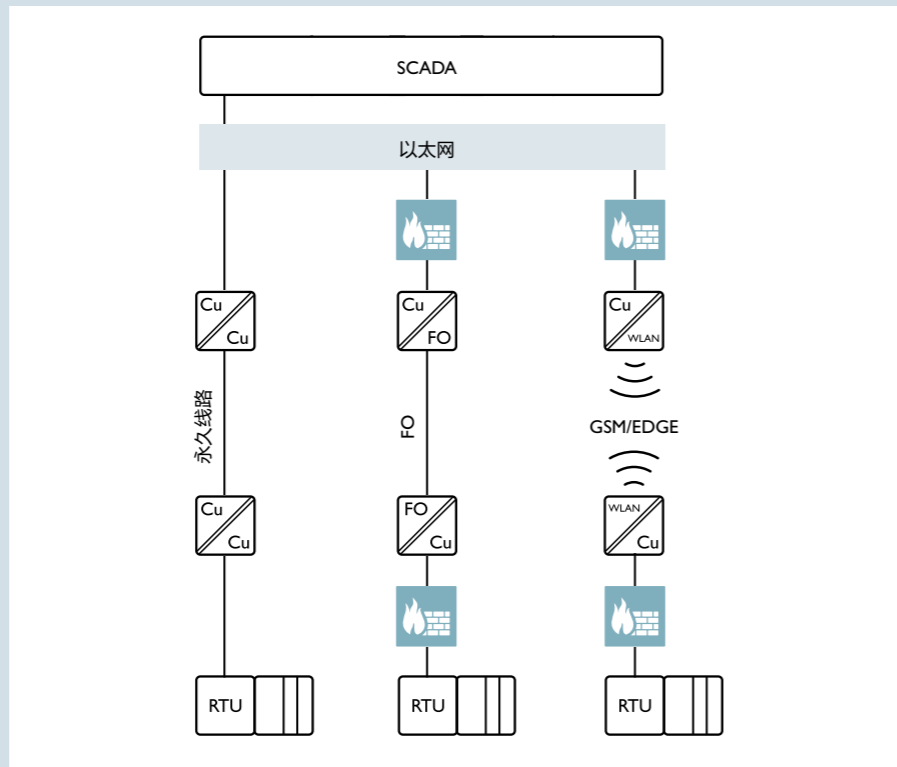 SCADA
以太网
Cu
Cu
Cu
FO
Cu
WLAN
永久线路
FO
GSM/EDGE
Cu
Cu
FO
Cu
WLAN
Cu
RTU
RTU
RTU